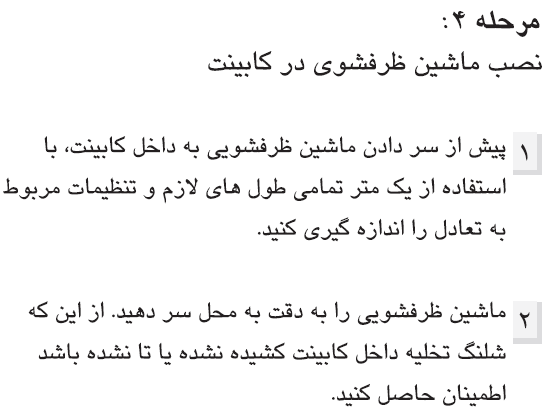 مرحله ۴:
نصب ماشین ظرفشوی در کابینت
۱ پیش از سر دادن ماشین ظرفشویی به داخل کابینت، با
استفاده از یک متر تمامی طول های لازم و تنظیمات مربوط
به تعادل را اندازه گیری کنید.
۲ ماشین ظرفشویی را به دقت به محل سر دهید. از این که
شلنگ تخلیه داخل کابینت کشیده نشده یا تا نشده باشد
اطمینان حاصل کنید.